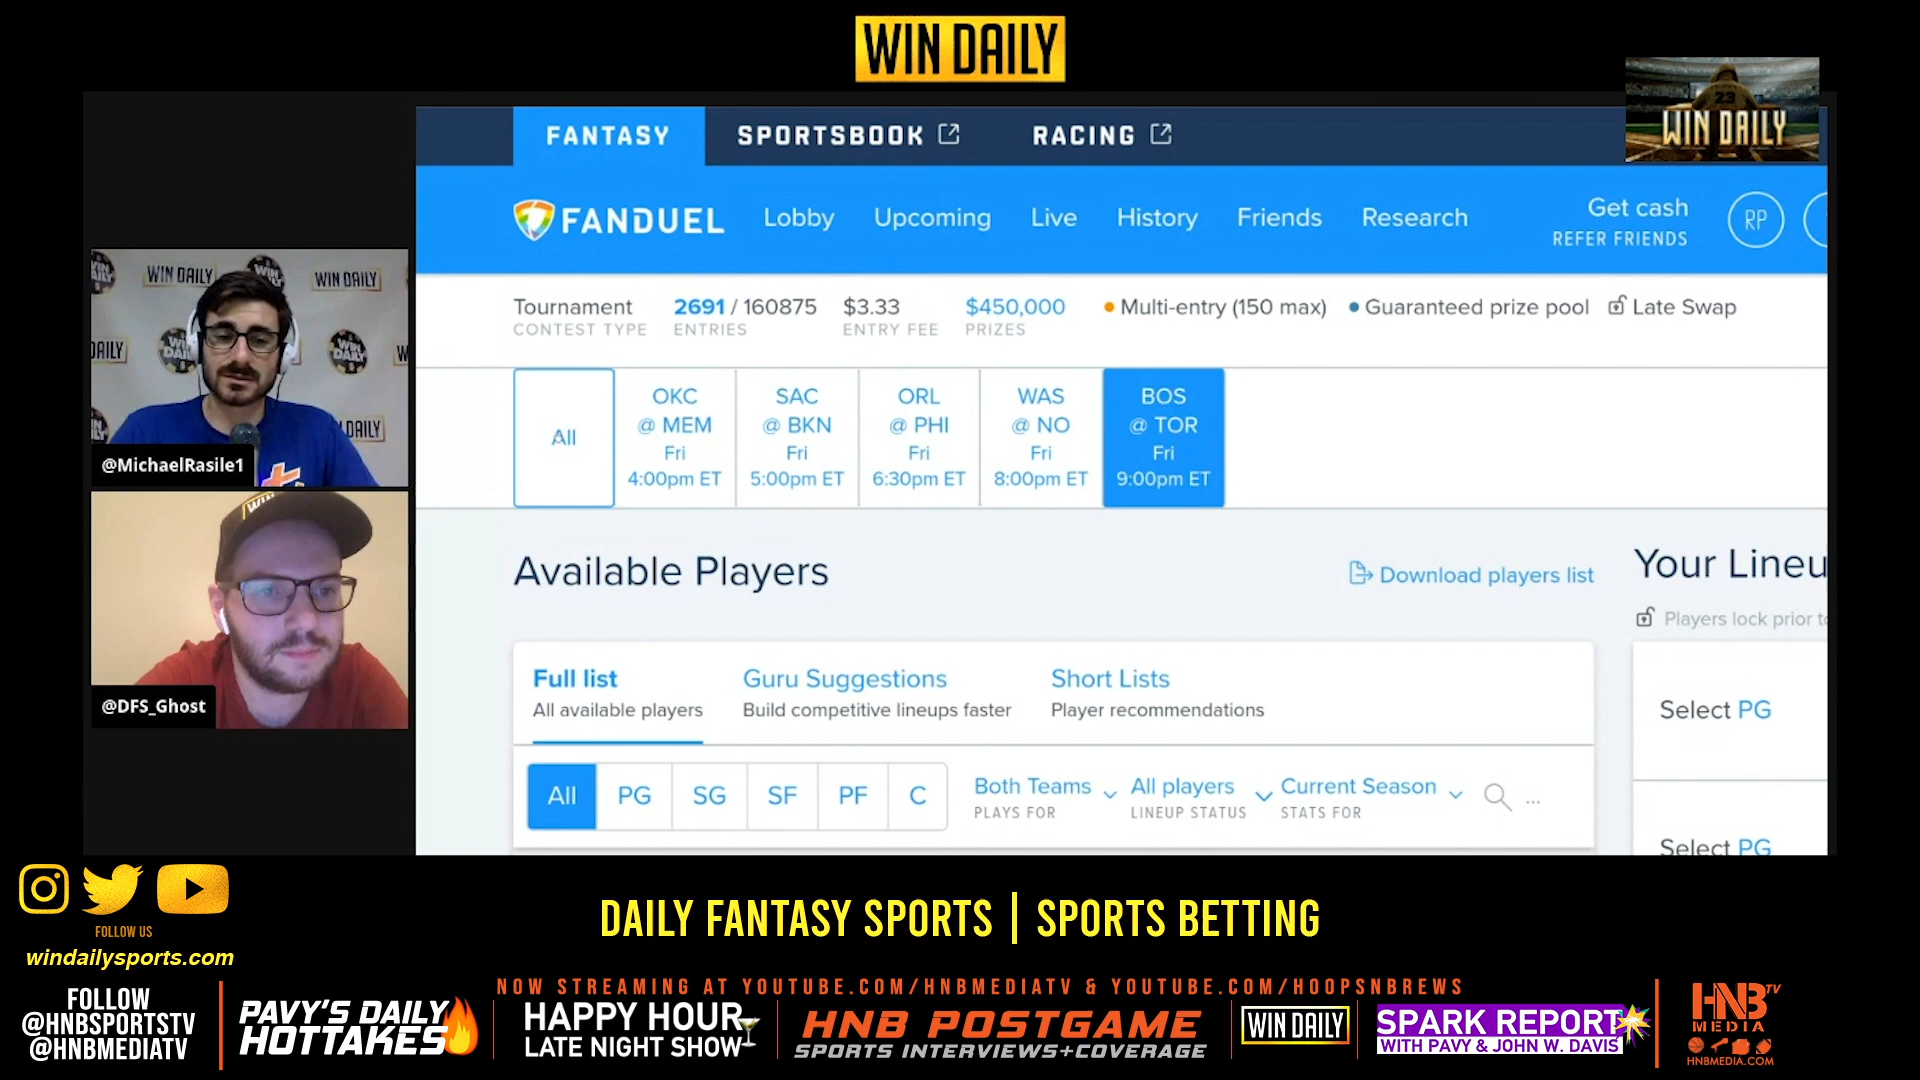 WIN DAILY
23
WIN DAILY
FANTASY
SPORTSBOOK
RACING
FANDUEL
Lobby
Upcoming
Live
History
Friends
Research
Get cash
REFER FRIENDS
RP
Tournament
CONTEST TYPE
2691 / 160875
ENTRIES
$3.33
ENTRY FEE
$450,000
PRIZES
Multi-entry (150 max)
Guaranteed prize pool
Late Swap
All
OKC
@ MEM
Fri
4:00pm ET
SAC
@ BKN
Fri
5:00pm ET
ORL
@ PHI
Fri
6:30pm ET
WAS
@ NO
Fri
8:00pm ET
BOS
@ TOR
Fri
9:00pm ET
WIN DAILY
WIN DAILY
@MichaelRasile1
@DFS_Ghost
Available Players
Download players list
Your Lineu
Players lock prior to
Full list
All available players
Guru Suggestions
Build competitive lineups faster
Short Lists
Player recommendations
All
PG
SG
SF
PF
C
Both Teams
PLAYS FOR
All players
LINEUP STATUS
Current Season
STATS FOR
...
Select PG
Select PG
FOLLOW US
windailysports.com
DAILY FANTASY SPORTS | SPORTS BETTING
NOW STREAMING AT YOUTUBE.COM/HNBMEDIATV & YOUTUBE.COM/HOOPSNBREWS
FOLLOW
@HNBSPORTSTV
@HNBMEDIATV
PAVY'S DAILY
HOTTAKES
HAPPY HOUR
LATE NIGHT SHOW
HNB POSTGAME
SPORTS INTERVIEWS+COVERAGE
WIN DAILY
SPARK REPORT
WITH PAVY & JOHN W. DAVIS
HNB TV
MEDIA
HNBMEDIA.COM